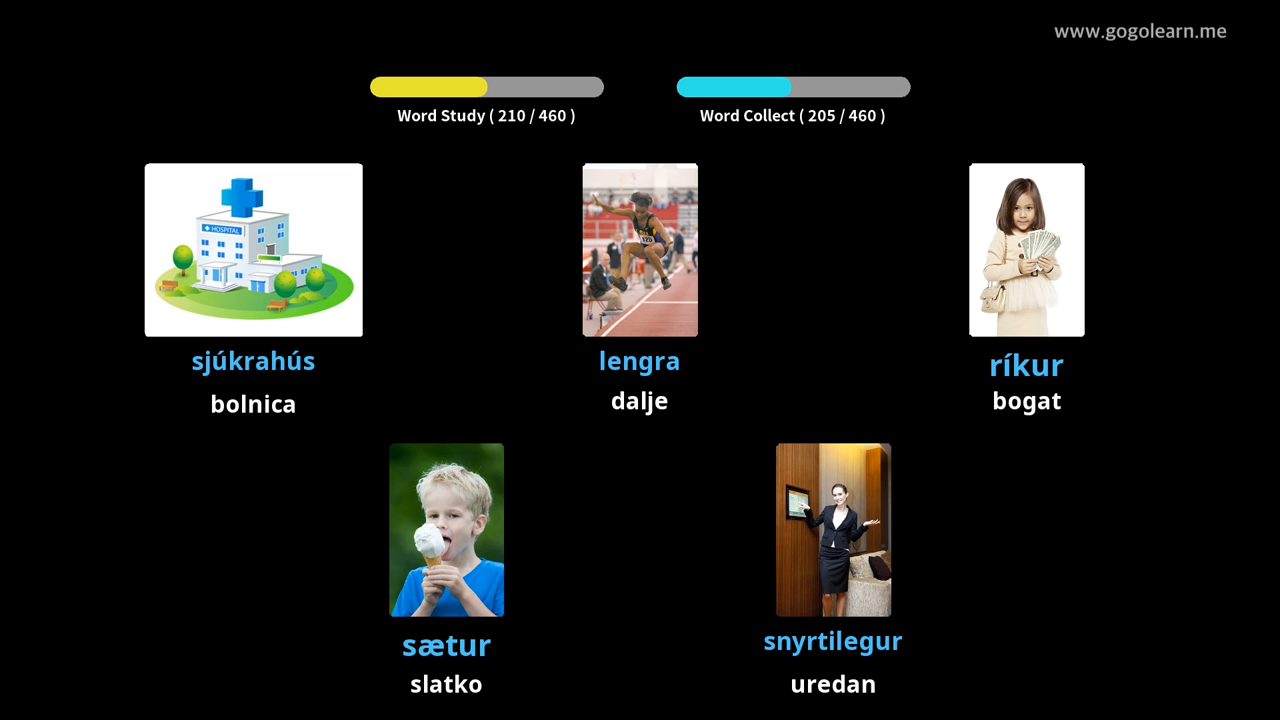 www.gogolearn.me
Word Study ( 210 / 460 )
Word Collect ( 205 / 460 )
HOSPITAL
sjúkrahús
lengra
ríkur
bolnica
dalje
bogat
sætur
snyrtilegur
slatko
uredan